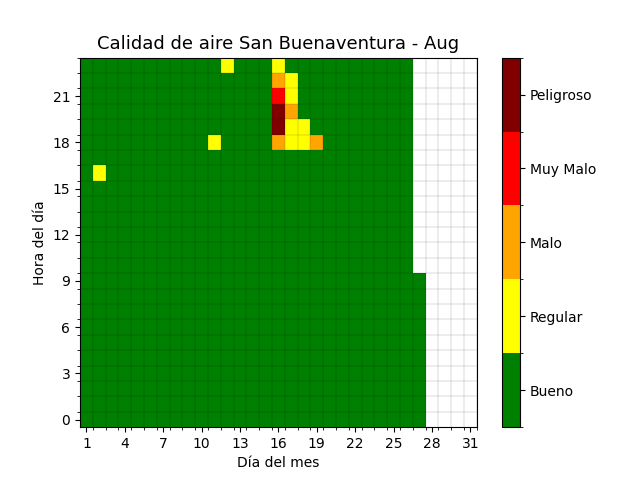 Calidad de aire San Buenaventura - Aug
Hora del día
21
18
15
12
9
6
3
0
1 4 7 10 13 16 19 22 25 28 31
Día del mes
Peligroso
Muy Malo
Malo
Regular
Bueno